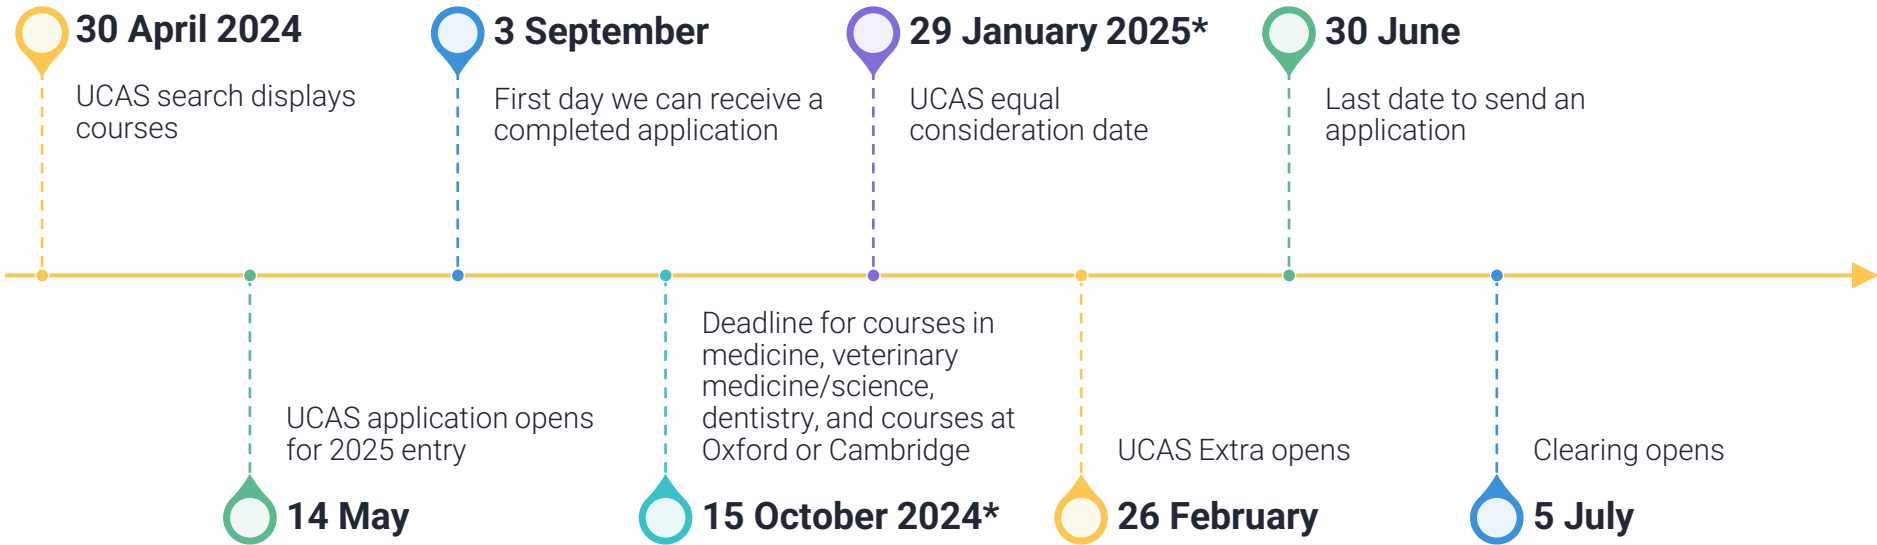 30 April 2024
UCAS search displays
courses
14 May
UCAS application opens
for 2025 entry
3 September
First day we can receive a
completed application
15 October 2024*
Deadline for courses in
medicine, veterinary
medicine/science,
dentistry, and courses at
Oxford or Cambridge
29 January 2025*
UCAS equal
consideration date
26 February
UCAS Extra opens
30 June
Last date to send an
application
5 July
Clearing opens